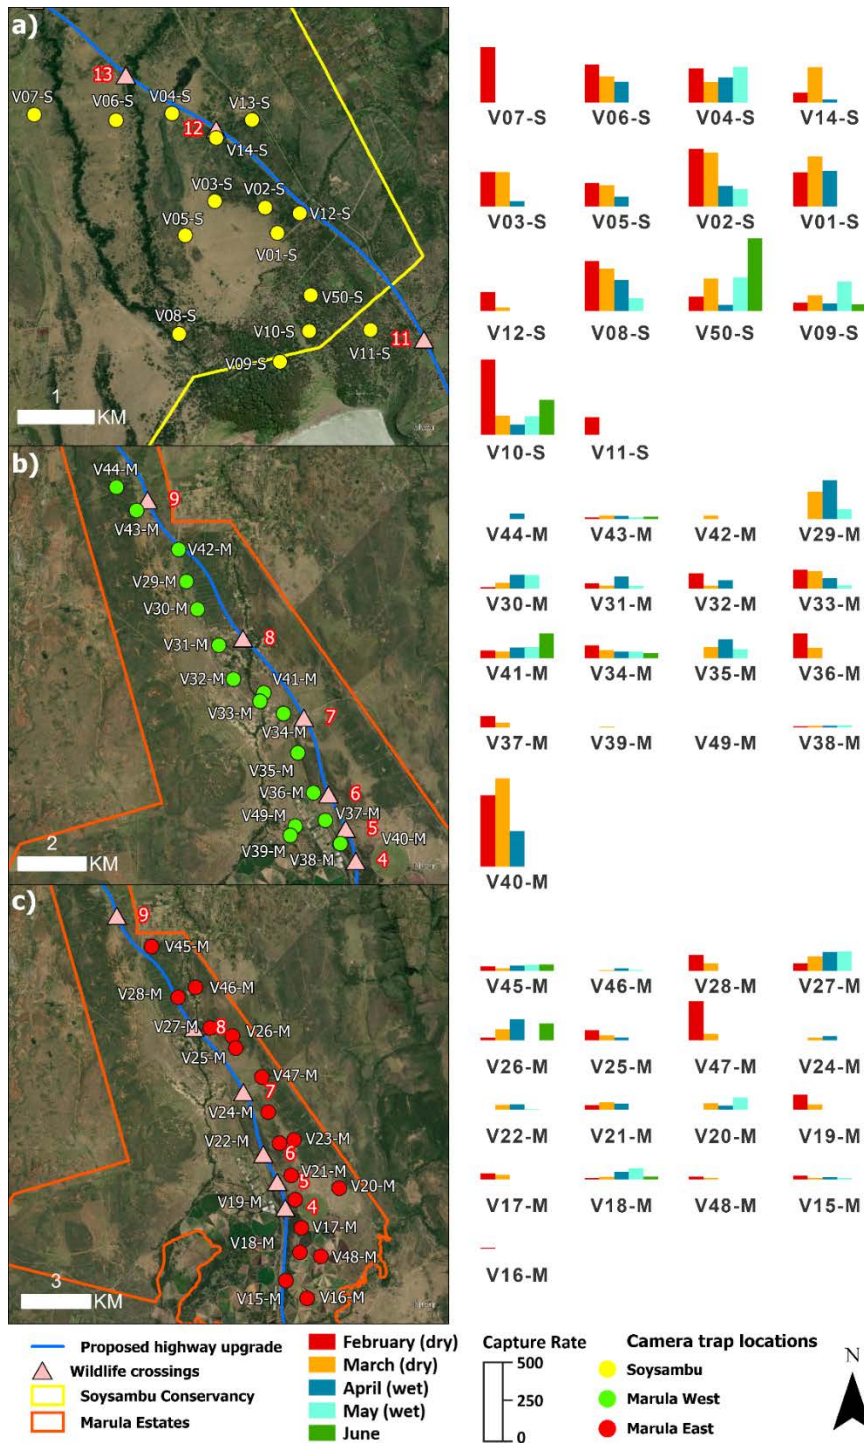 a)
13
V07-S
V06-S
V04-S
V13-S
12
V14-S
V03-S
V02-S
V12-S
V05-S
V01-S
V50-S
V08-S
V10-S
V11-S
11
V09-S
1
KM
V07-S V06-S V04-S V14-S
V03-S V05-S V02-S V01-S
V12-S V08-S V50-S V09-S
V10-S V11-S
b)
V44-M
9
V43-M
V42-M
V29-M
V30-M
V31-M
8
V32-M
V41-M
V33-M
7
V34-M
V35-M
V36-M
6
V49-M
V37-M
5
V40-M
V39-M
V38-M
4
2
KM
V44-M V43-M V42-M V29-M
V30-M V31-M V32-M V33-M
V41-M V34-M V35-M V36-M
V37-M V39-M V49-M V38-M
V40-M
c)
9
V45-M
V46-M
V28-M
V27-M
8
V26-M
V25-M
V47-M
7
V24-M
V22-M
V23-M
6
V21-M
5
V20-M
V19-M
4
V17-M
V18-M
V48-M
V15-M
V16-M
3
KM
V45-M V46-M V28-M V27-M
V26-M V25-M V47-M V24-M
V22-M V21-M V20-M V19-M
V17-M V18-M V48-M V15-M
V16-M
Proposed highway upgrade
Wildlife crossings
Soysambu Conservancy
Marula Estates
February (dry)
March (dry)
April (wet)
May (wet)
June
Capture Rate
500
250
0
Camera trap locations
Soysambu
Marula West
Marula East
N